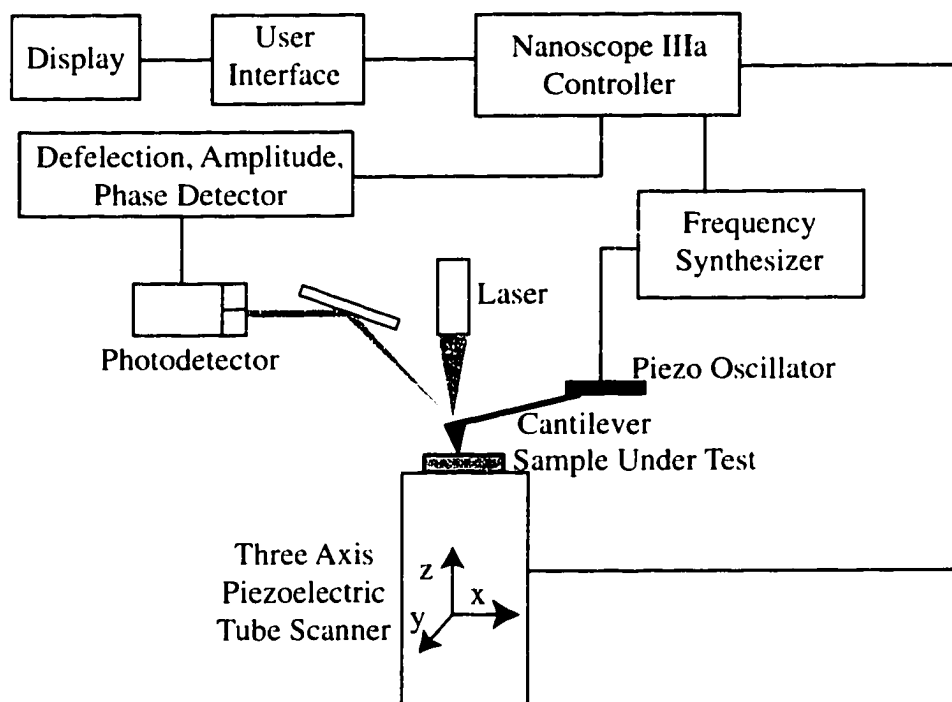 Display
User
Interface
Nanoscope IIIa
Controller
Defelection, Amplitude,
Phase Detector
Frequency
Synthesizer
Laser
Photodetector
Piezo Oscillator
Cantilever
Sample Under Test
Three Axis
Piezoelectric
Tube Scanner
z
x
y